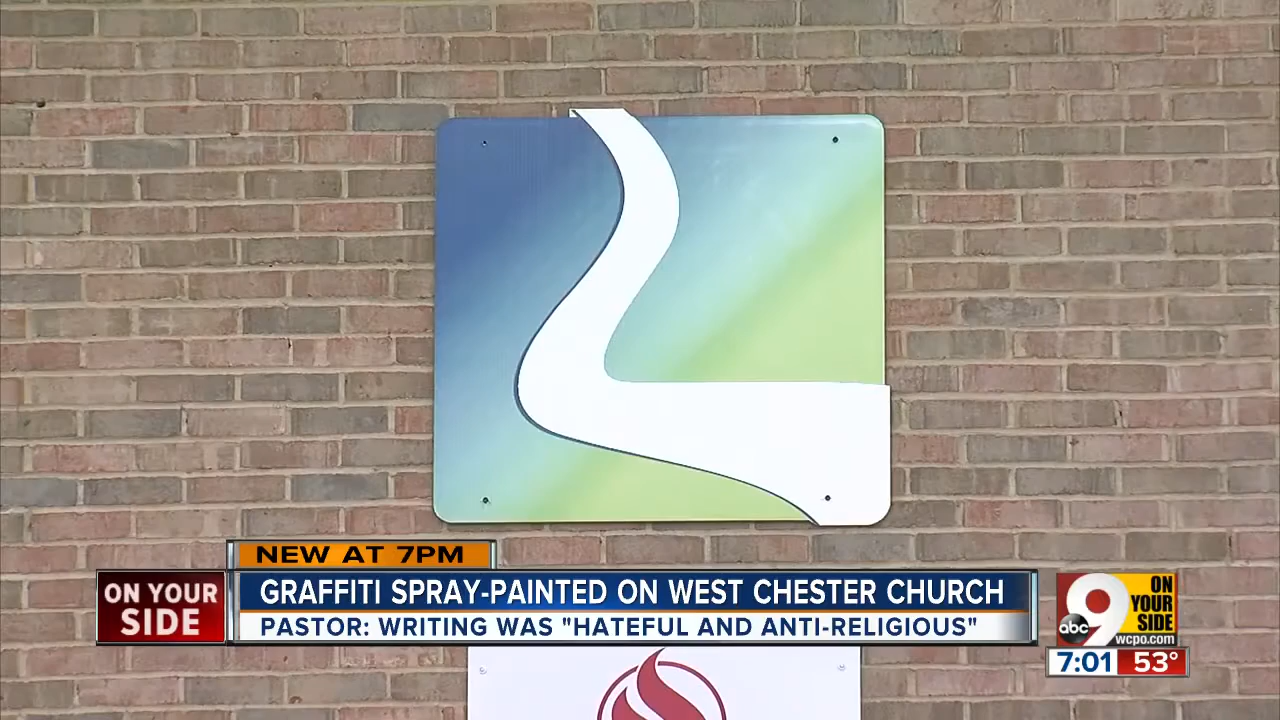 NEW AT 7PM
ON YOUR
SIDE
GRAFFITI SPRAY-PAINTED ON WEST CHESTER CHURCH
PASTOR: WRITING WAS "HATEFUL AND ANTI-RELIGIOUS"
abc
9
ON
YOUR
SIDE
wcpo.com
7:01 53°